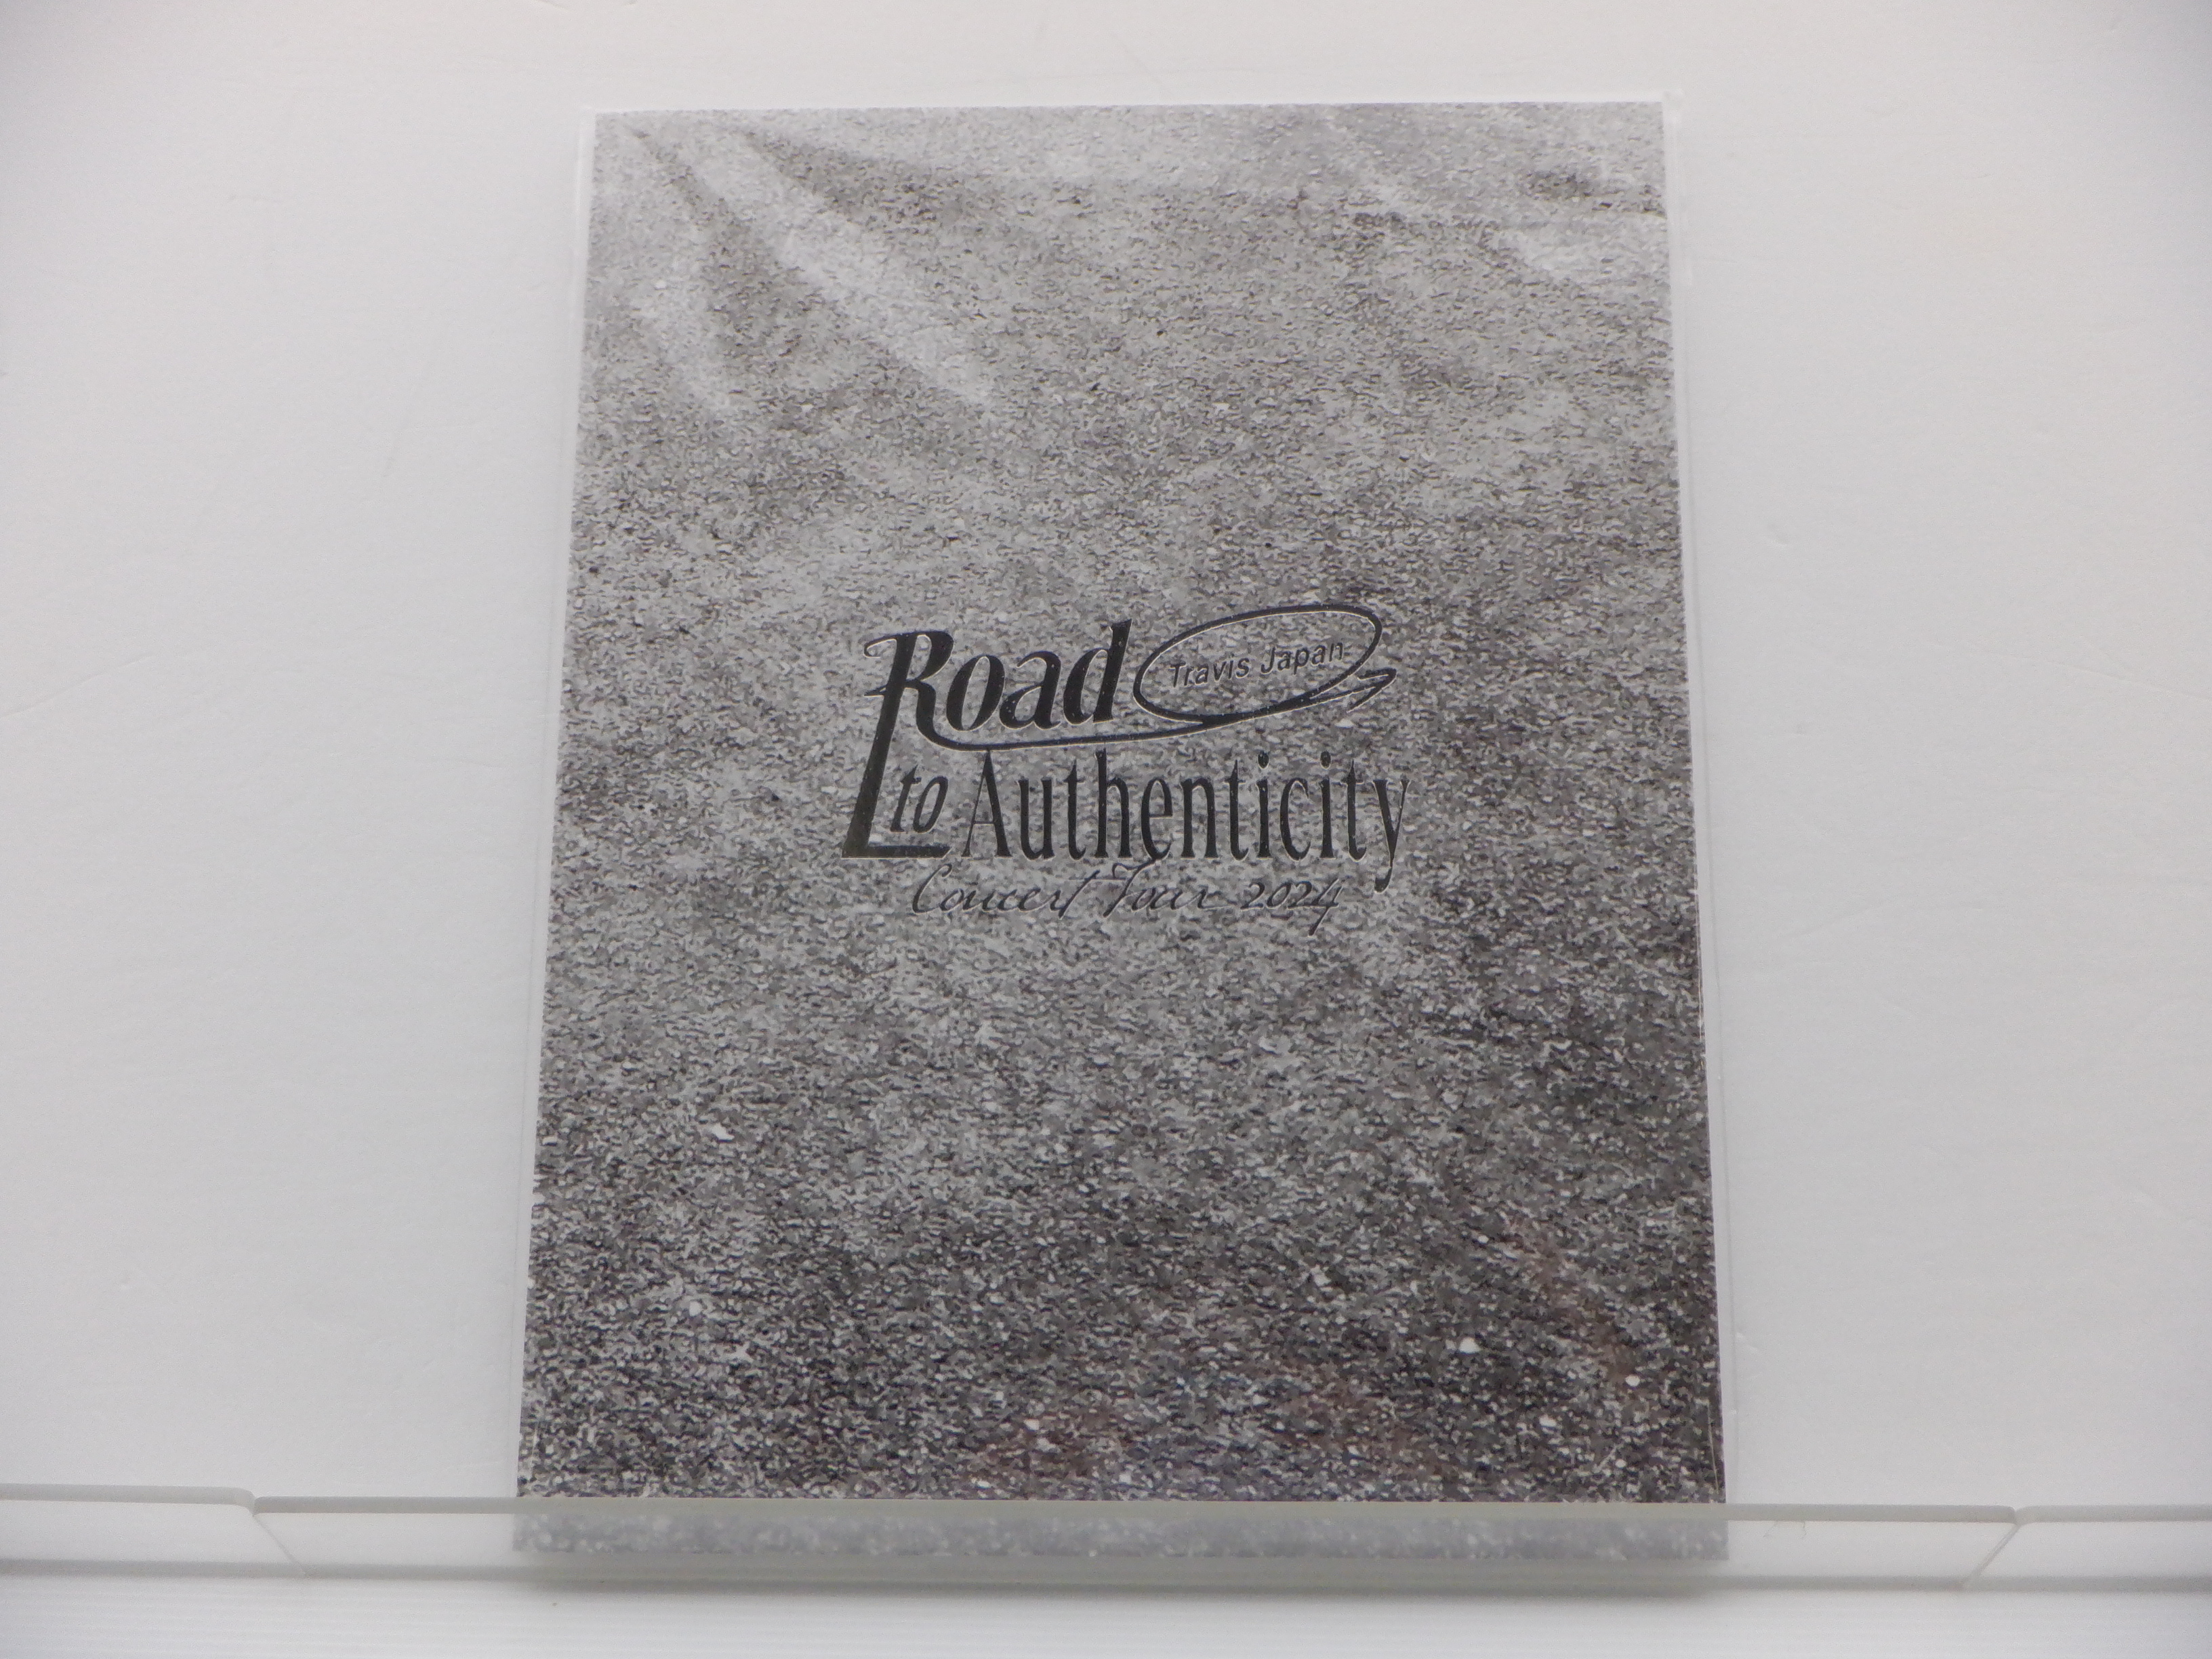 Road Travis Japan
to Authenticity
Concert Tour 2024